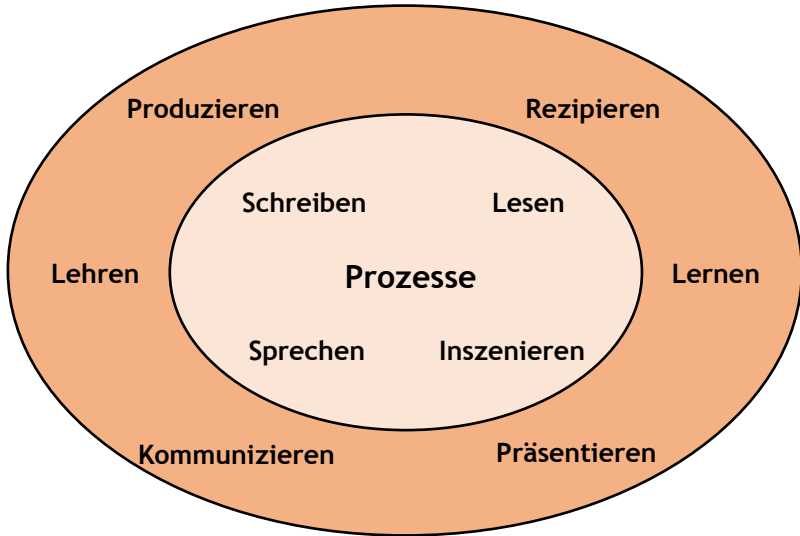 Produzieren
Rezipieren
Schreiben
Lesen
Lehren
Prozesse
Lernen
Sprechen
Inszenieren
Kommunizieren
Präsentieren